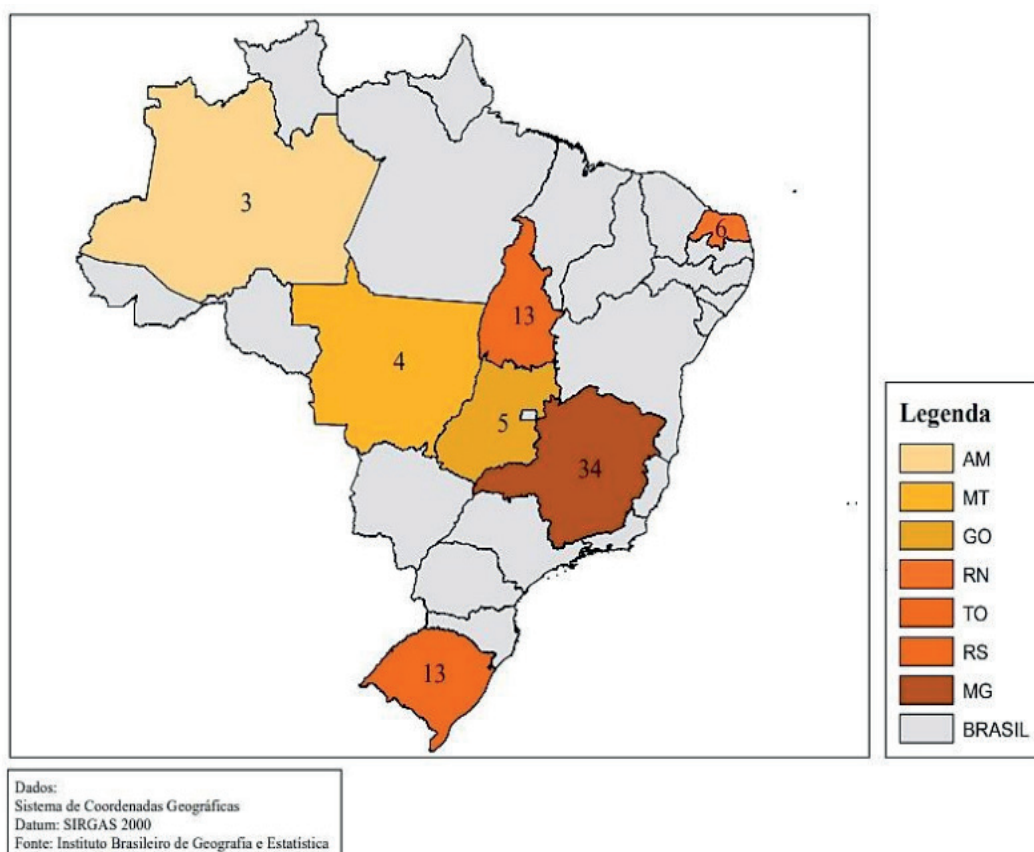 3
6
13
4
5
34
13
Legenda
AM
MT
GO
RN
TO
RS
MG
BRASIL
Dados:
Sistema de Coordenadas Geográficas
Datum: SIRGAS 2000
Fonte: Instituto Brasileiro de Geografia e Estatística